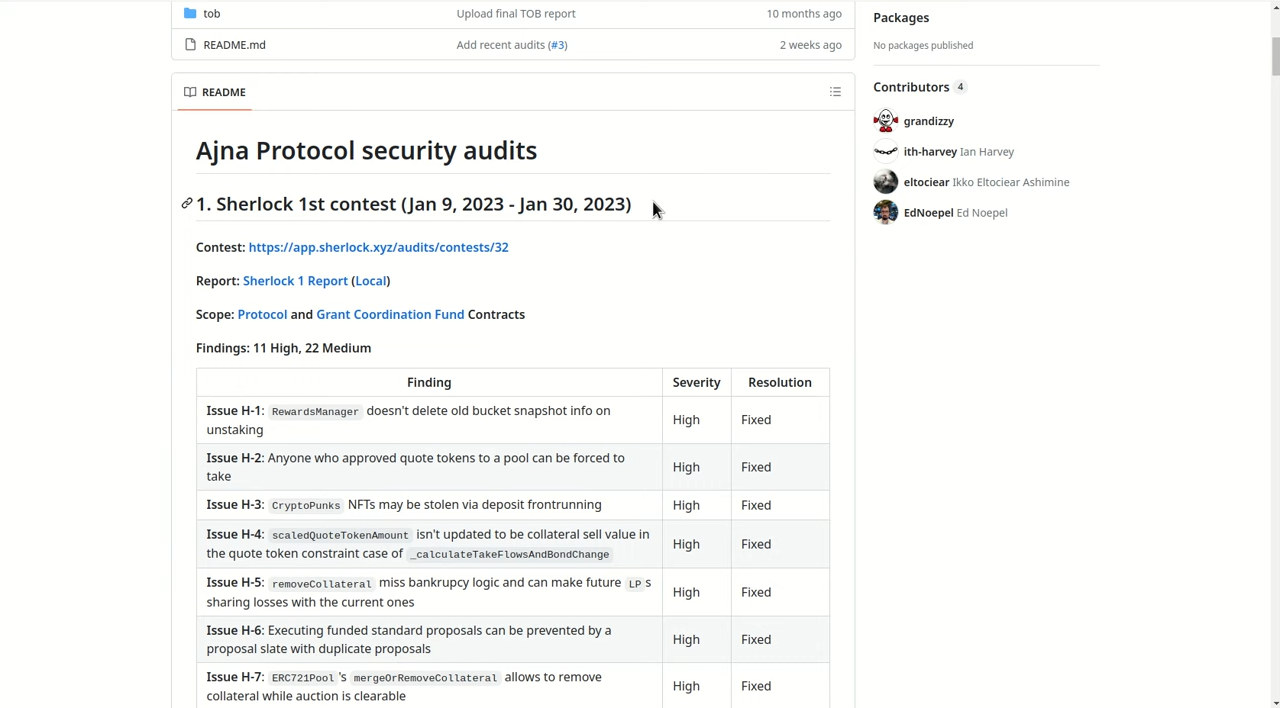 tob Upload final TOB report 10 months ago
README.md Add recent audits (#3) 2 weeks ago
README
Ajna Protocol security audits
1. Sherlock 1st contest (Jan 9, 2023 - Jan 30, 2023)
Contest: https://app.sherlock.xyz/audits/contests/32
Report: Sherlock 1 Report (Local)
Scope: Protocol and Grant Coordination Fund Contracts
Findings: 11 High, 22 Medium
Finding Severity Resolution
Issue H-1: RewardsManager doesn't delete old bucket snapshot info on
unstaking
High Fixed
Issue H-2: Anyone who approved quote tokens to a pool can be forced to
take
High Fixed
Issue H-3: CryptoPunks NFTs may be stolen via deposit frontrunning High Fixed
Issue H-4: scaledQuoteTokenAmount isn't updated to be collateral sell value in
the quote token constraint case of _calculateTakeFlowsAndBondChange
High Fixed
Issue H-5: removeCollateral miss bankrupcy logic and can make future LP s
sharing losses with the current ones
High Fixed
Issue H-6: Executing funded standard proposals can be prevented by a
proposal slate with duplicate proposals
High Fixed
Issue H-7: ERC721Pool 's mergeOrRemoveCollateral allows to remove
collateral while auction is clearable
High Fixed
Packages
No packages published
Contributors 4
grandizzy
ith-harvey Ian Harvey
eltociear Ikko Eltociear Ashimine
EdNoepel Ed Noepel